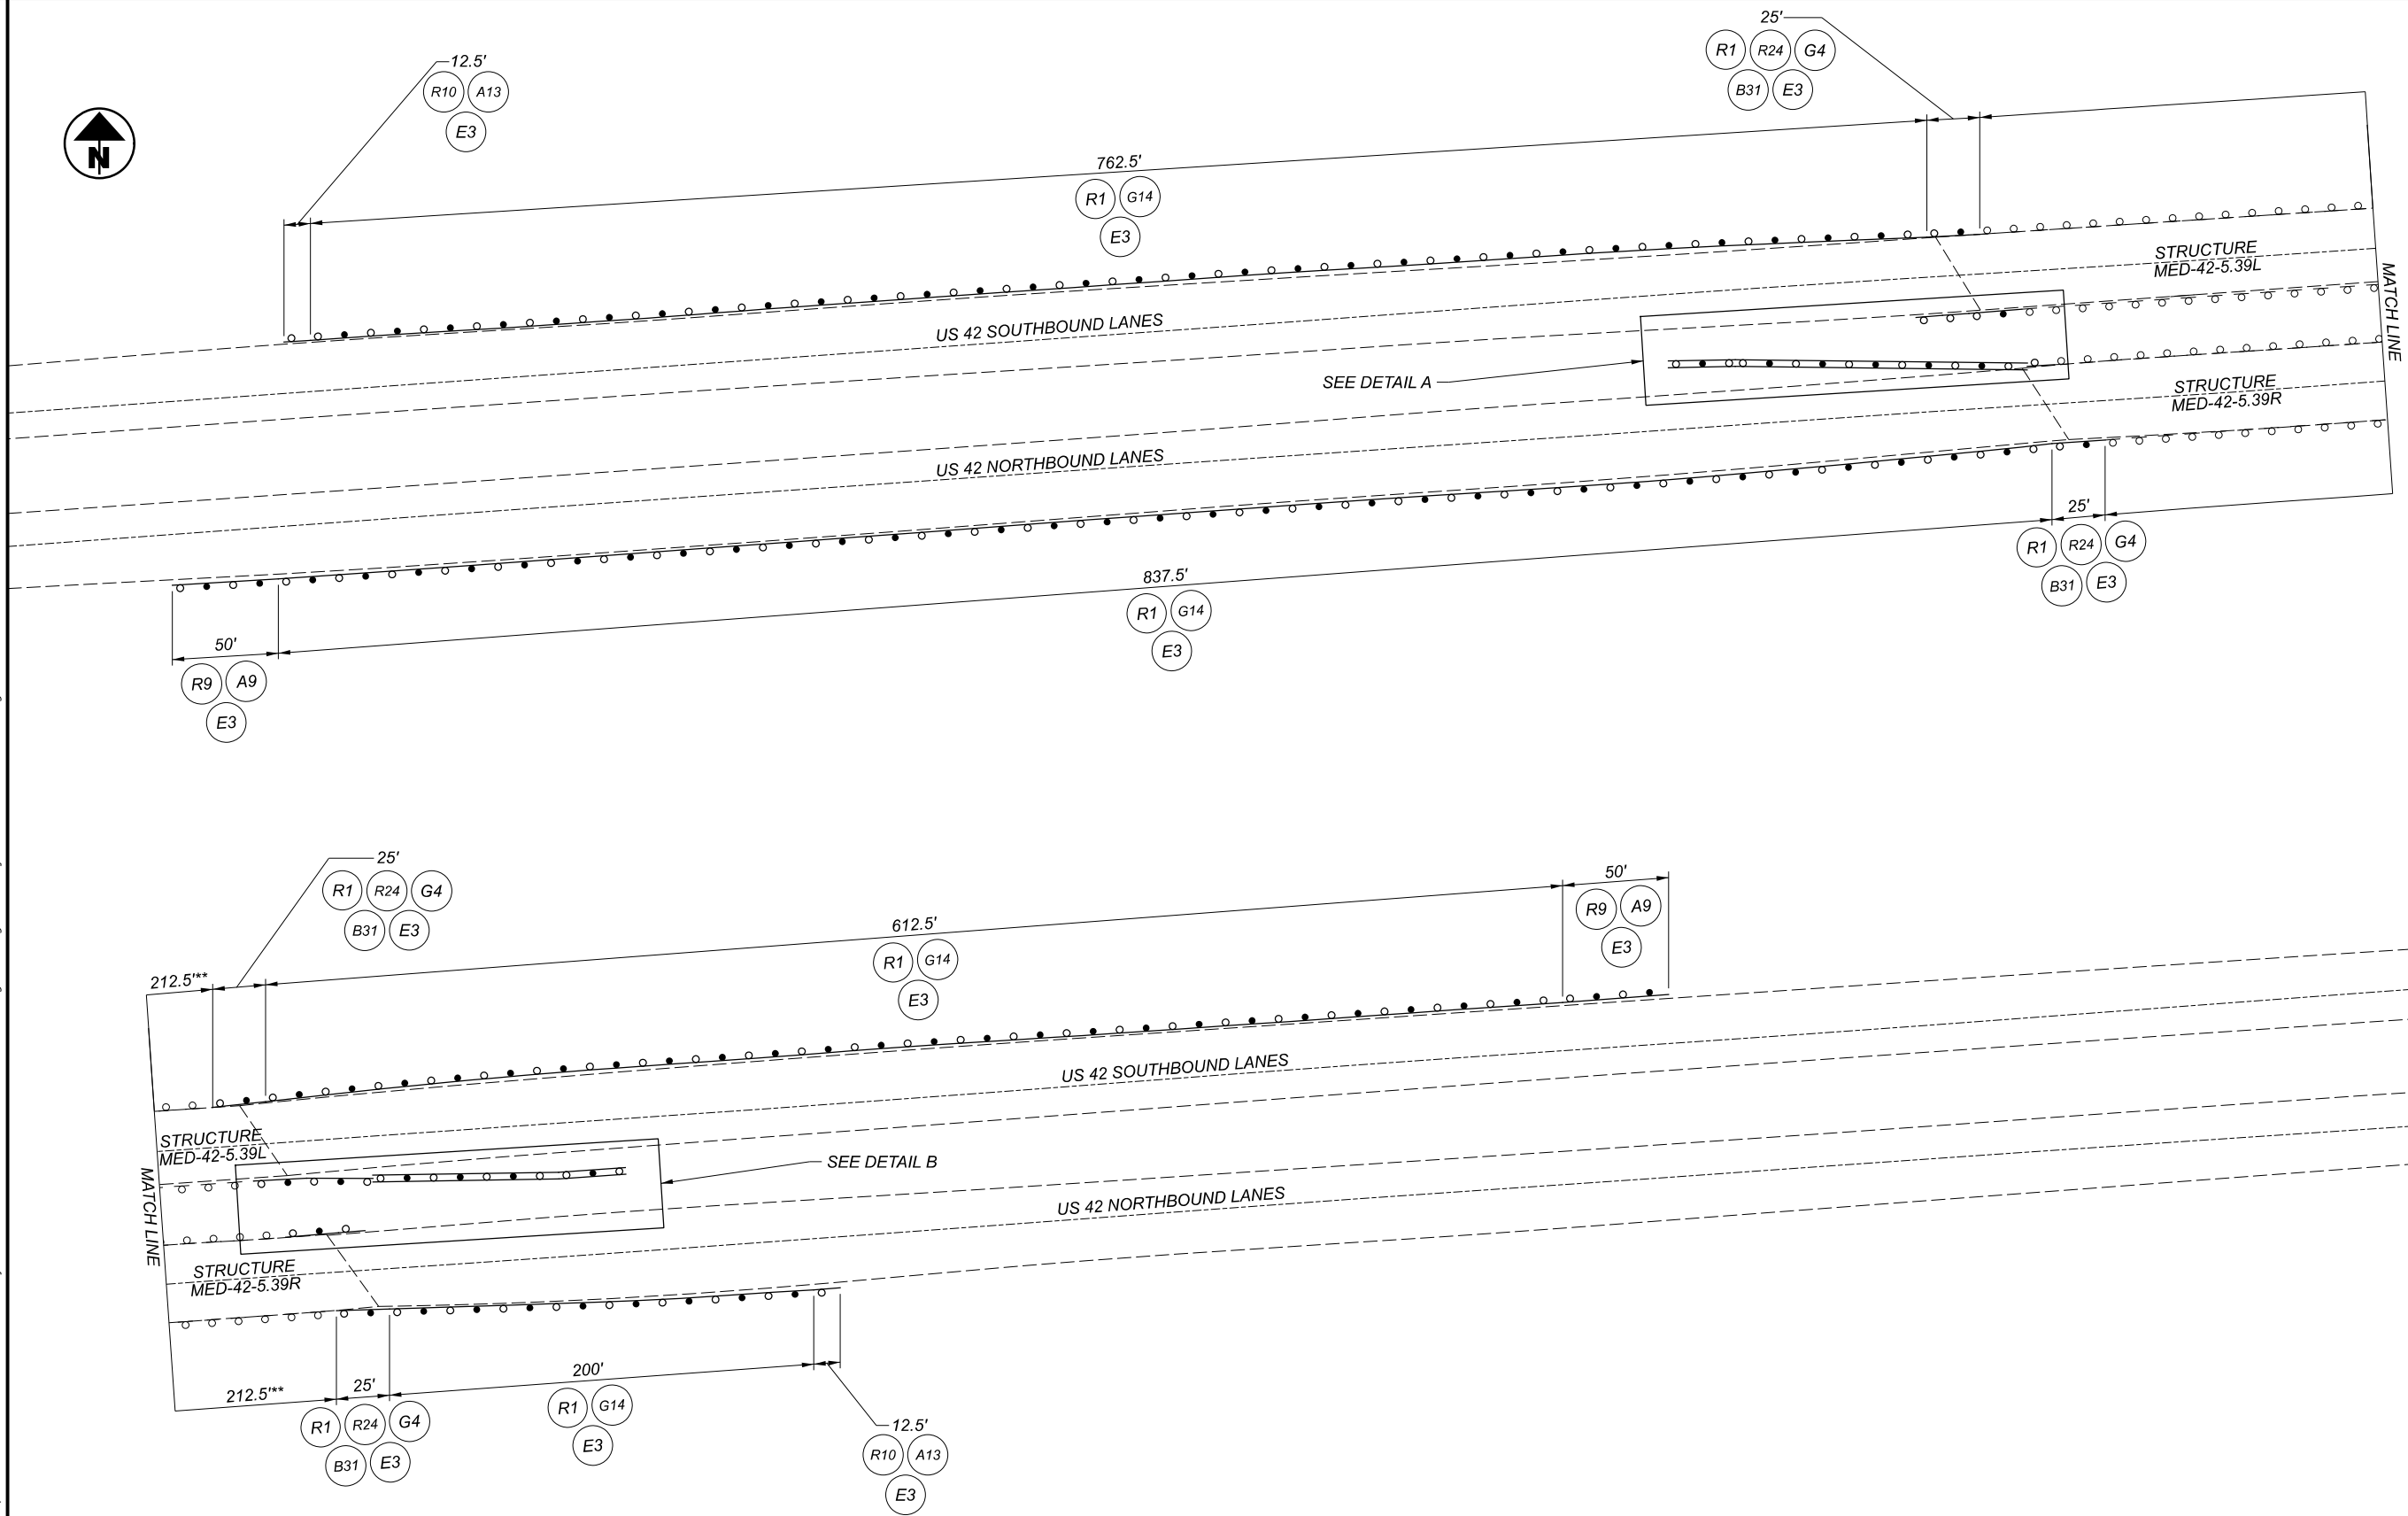 25'
R1 R24 G4
B31 E3
12.5'
R10 A13
E3
N
762.5'
R1 G14
E3
STRUCTURE
MED-42-5.39L
MATCH LINE
US 42 SOUTHBOUND LANES
SEE DETAIL A
STRUCTURE
MED-42-5.39R
US 42 NORTHBOUND LANES
25'
R1 R24 G4
B31 E3
837.5'
R1 G14
E3
50'
R9 A9
E3
25'
R1 R24 G4
B31 E3
50'
R9 A9
E3
612.5'
R1 G14
E3
212.5'**
US 42 SOUTHBOUND LANES
STRUCTURE
MED-42-5.39L
SEE DETAIL B
MATCH LINE
US 42 NORTHBOUND LANES
STRUCTURE
MED-42-5.39R
212.5'**
25'
R1 R24 G4
B31 E3
200'
R1 G14
E3
12.5'
R10 A13
E3